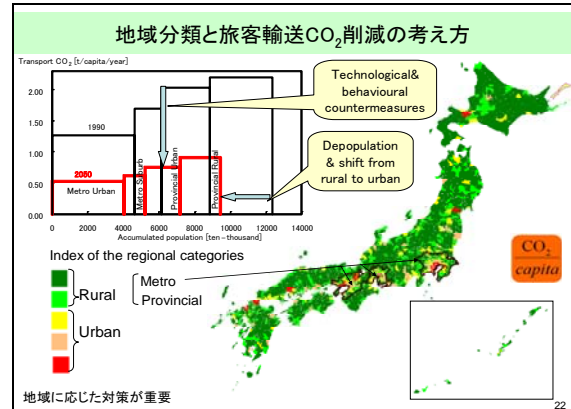 地域分類と旅客輸送CO2削減の考え方
Transport CO2 [t/capita/year]
2.00
1.50
1.00
0.50
0.00
1990
2050
Metro Urban
Metro Suburb
Provincial Urban
Provincial Rural
0
2000
4000
6000
8000
10000
12000
14000
Accumulated population [ten-thousand]
Technological&
behavioural
countermeasures
Depopulation
& shift from
rural to urban
CO2
capita
Index of the regional categories
Rural
Urban
Metro
Provincial
地域に応じた対策が重要
22